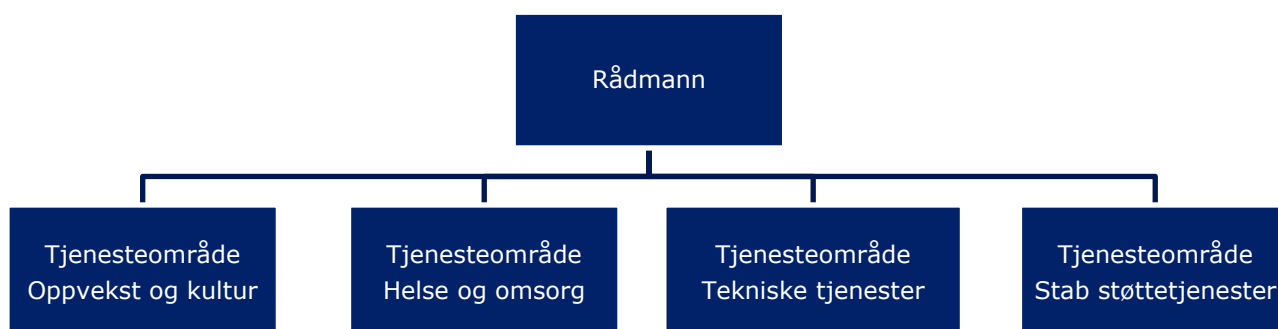 Rådmann
Tjenesteområde
Oppvekst og kultur
Tjenesteområde
Helse og omsorg
Tjenesteområde
Tekniske tjenester
Tjenesteområde
Stab støttetjenester